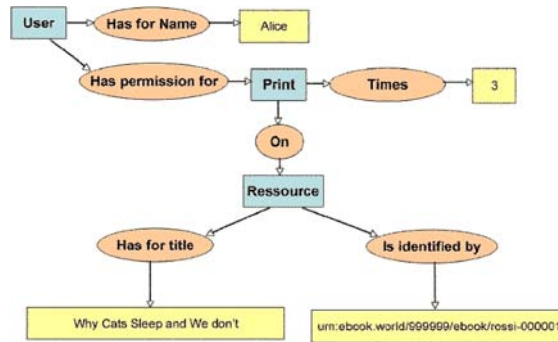 User
Has for Name
Alice
Has permission for
Print
Times
3
On
Ressource
Has for title
Is identified by
Why Cats Sleep and We don't
urn:ebook.world/999999/ebook/rossi-000001